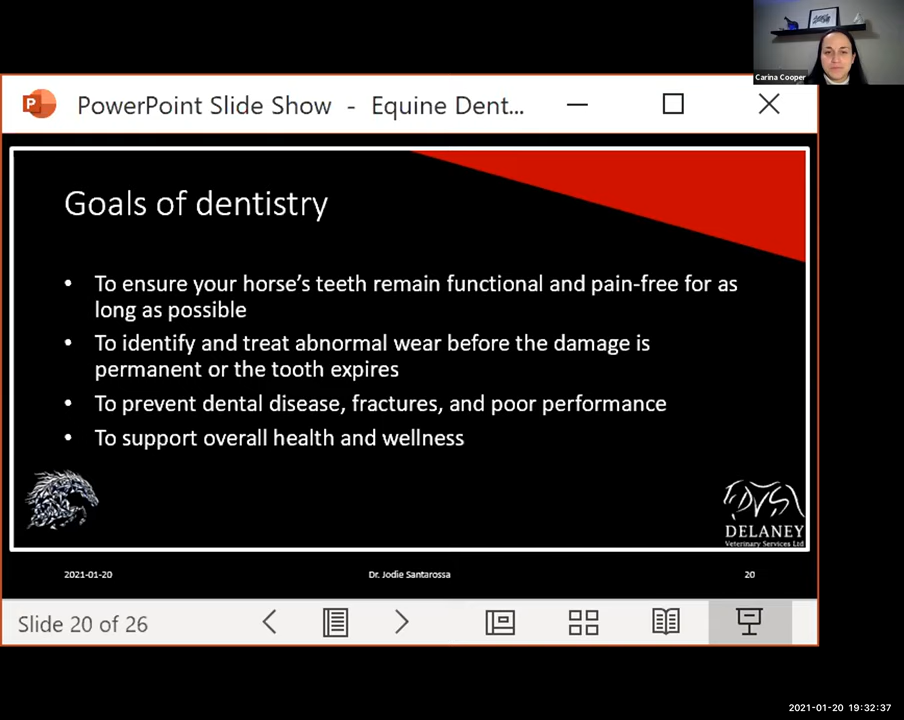 Carina Cooper
PowerPoint Slide Show - Equine Dent...
Goals of dentistry
• To ensure your horse's teeth remain functional and pain-free for as
long as possible
• To identify and treat abnormal wear before the damage is
permanent or the tooth expires
• To prevent dental disease, fractures, and poor performance
• To support overall health and wellness
DVSL
DELANEY
Veterinary Services Ltd
2021-01-20
Dr. Jodie Santarossa
20
Slide 20 of 26
2021-01-20 19:32:37